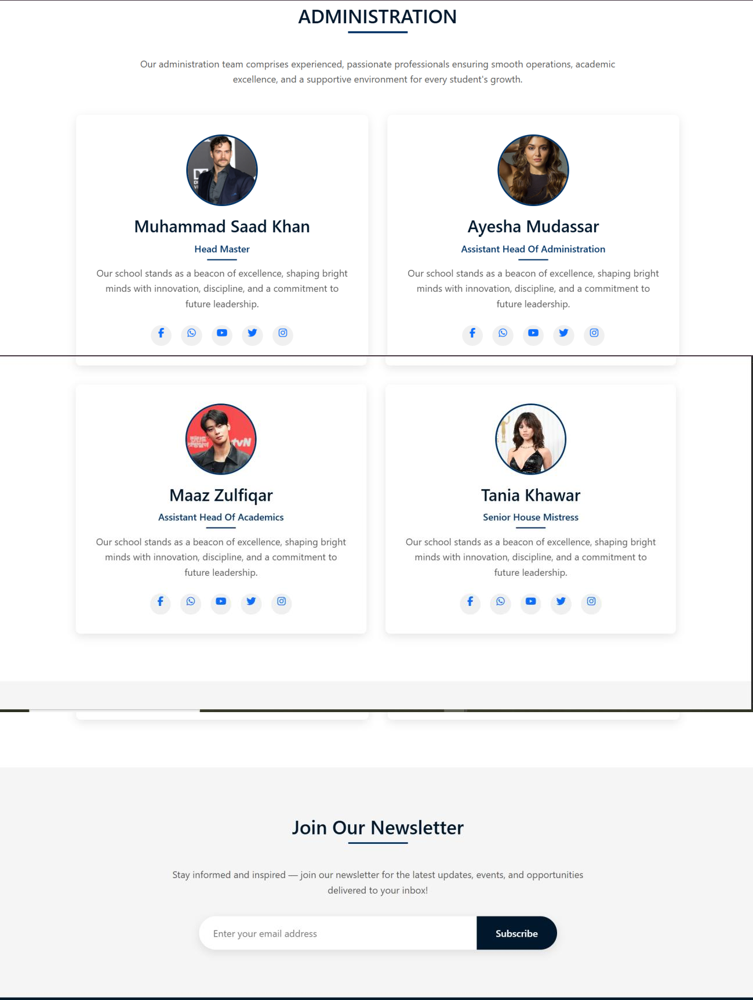 ADMINISTRATION
Our administration team comprises experienced, passionate professionals ensuring smooth operations, academic
excellence, and a supportive environment for every student's growth.
Muhammad Saad Khan
Head Master
Our school stands as a beacon of excellence, shaping bright
minds with innovation, discipline, and a commitment to
future leadership.
Ayesha Mudassar
Assistant Head Of Administration
Our school stands as a beacon of excellence, shaping bright
minds with innovation, discipline, and a commitment to
future leadership.
tvN
Maaz Zulfiqar
Assistant Head Of Academics
Our school stands as a beacon of excellence, shaping bright
minds with innovation, discipline, and a commitment to
future leadership.
Tania Khawar
Senior House Mistress
Our school stands as a beacon of excellence, shaping bright
minds with innovation, discipline, and a commitment to
future leadership.
Join Our Newsletter
Stay informed and inspired — join our newsletter for the latest updates, events, and opportunities
delivered to your inbox!
Enter your email address
Subscribe